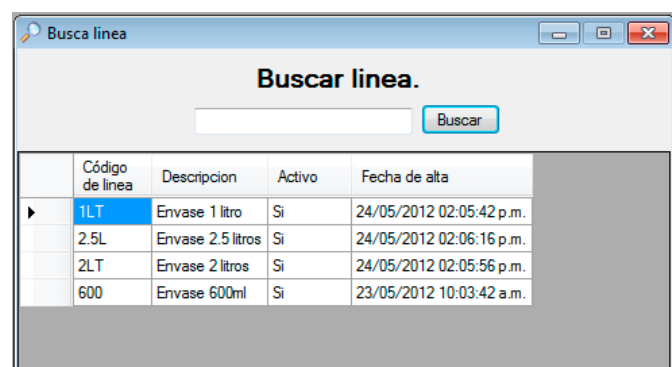 Busca linea
Buscar linea.
Buscar
Código de linea Descripcion Activo Fecha de alta
1LT Envase 1 litro Si 24/05/2012 02:05:42 p.m.
2.5L Envase 2.5 litros Si 24/05/2012 02:06:16 p.m.
2LT Envase 2 litros Si 24/05/2012 02:05:56 p.m.
600 Envase 600ml Si 23/05/2012 10:03:42 a.m.